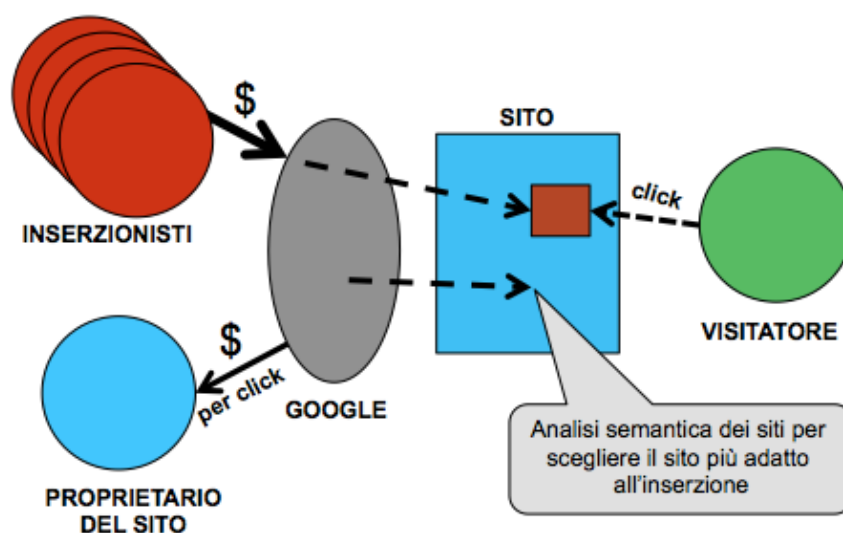 $
SITO
click
INSERZIONISTI
$
per click
GOOGLE
VISITATORE
Analisi semantica dei siti per
scegliere il sito più adatto
all'inserzione
PROPRIETARIO
DEL SITO